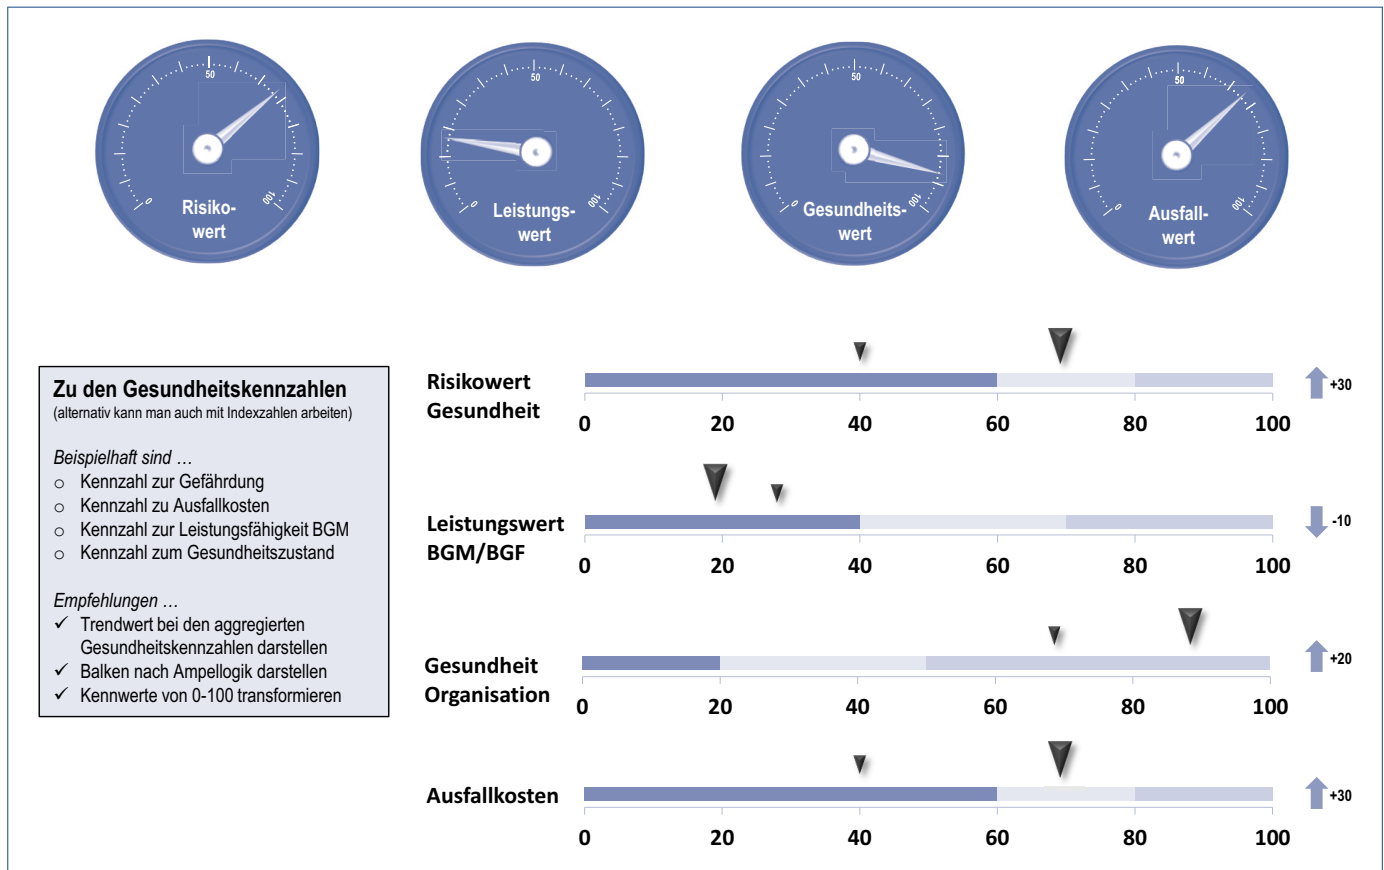 50
0
100
Risiko-
wert
50
0
100
Leistungs-
wert
50
0
100
Gesundheits-
wert
50
0
100
Ausfall-
wert
Zu den Gesundheitskennzahlen
(alternativ kann man auch mit Indexzahlen arbeiten)
Beispielhaft sind …
○ Kennzahl zur Gefährdung
○ Kennzahl zu Ausfallkosten
○ Kennzahl zur Leistungsfähigkeit BGM
○ Kennzahl zum Gesundheitszustand
Empfehlungen …
✓ Trendwert bei den aggregierten
Gesundheitskennzahlen darstellen
✓ Balken nach Ampellogik darstellen
✓ Kennwerte von 0-100 transformieren
Risikowert
Gesundheit
0 20 40 60 80 100
+30
Leistungswert
BGM/BGF
0 20 40 60 80 100
-10
Gesundheit
Organisation
0 20 40 60 80 100
+20
Ausfallkosten
0 20 40 60 80 100
+30